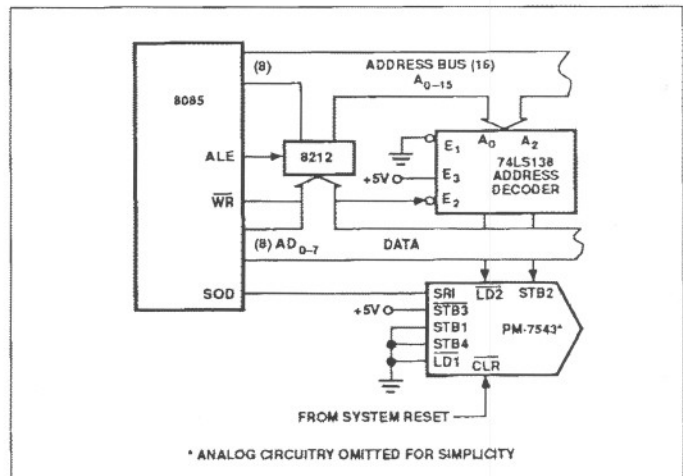 (8)
ADDRESS BUS (16)
A0–15
8085
ALE
8212
WR
E1
A0 A2
74LS138
ADDRESS
DECODER
+5V
E3
E2
(8) AD0–7
DATA
SOD
SRI
LD2
STB2
+5V
STB3
STB1
STB4
LD1
PM-7543*
CLR
FROM SYSTEM RESET
* ANALOG CIRCUITRY OMITTED FOR SIMPLICITY